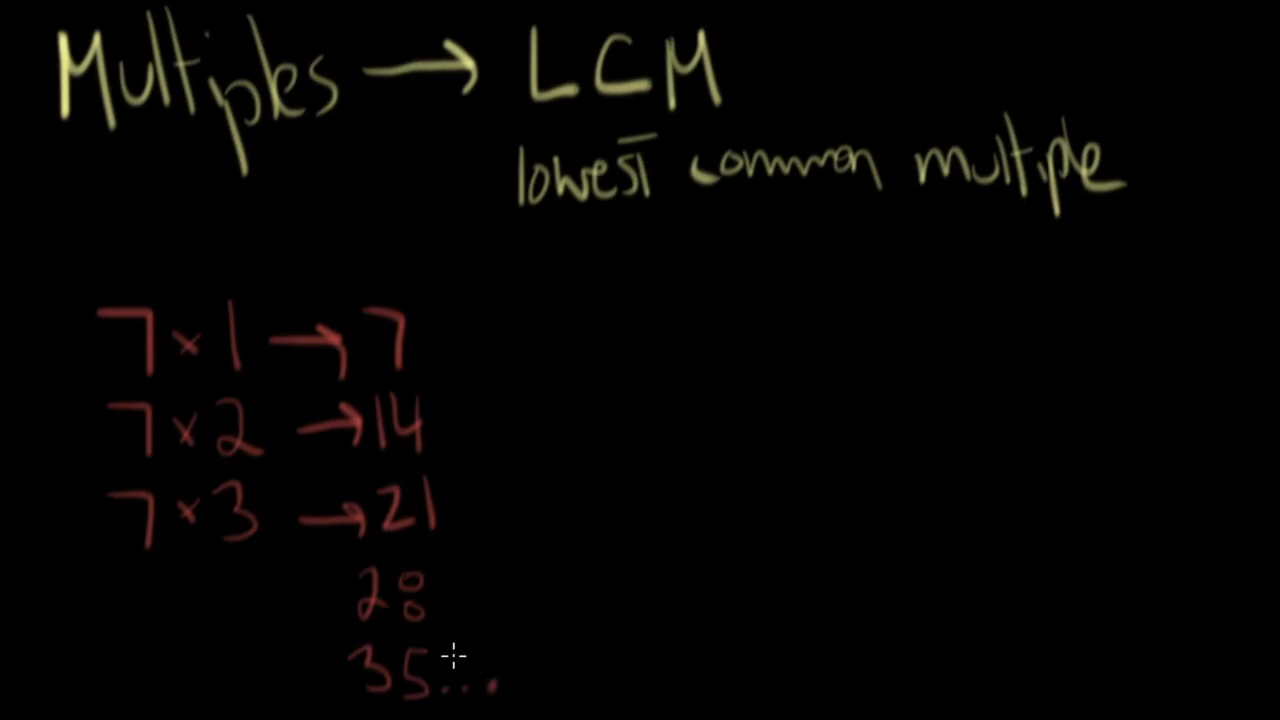 Multiples → LCM
lowest common multiple
7 × 1 → 7
7 × 2 → 14
7 × 3 → 21
28
35...